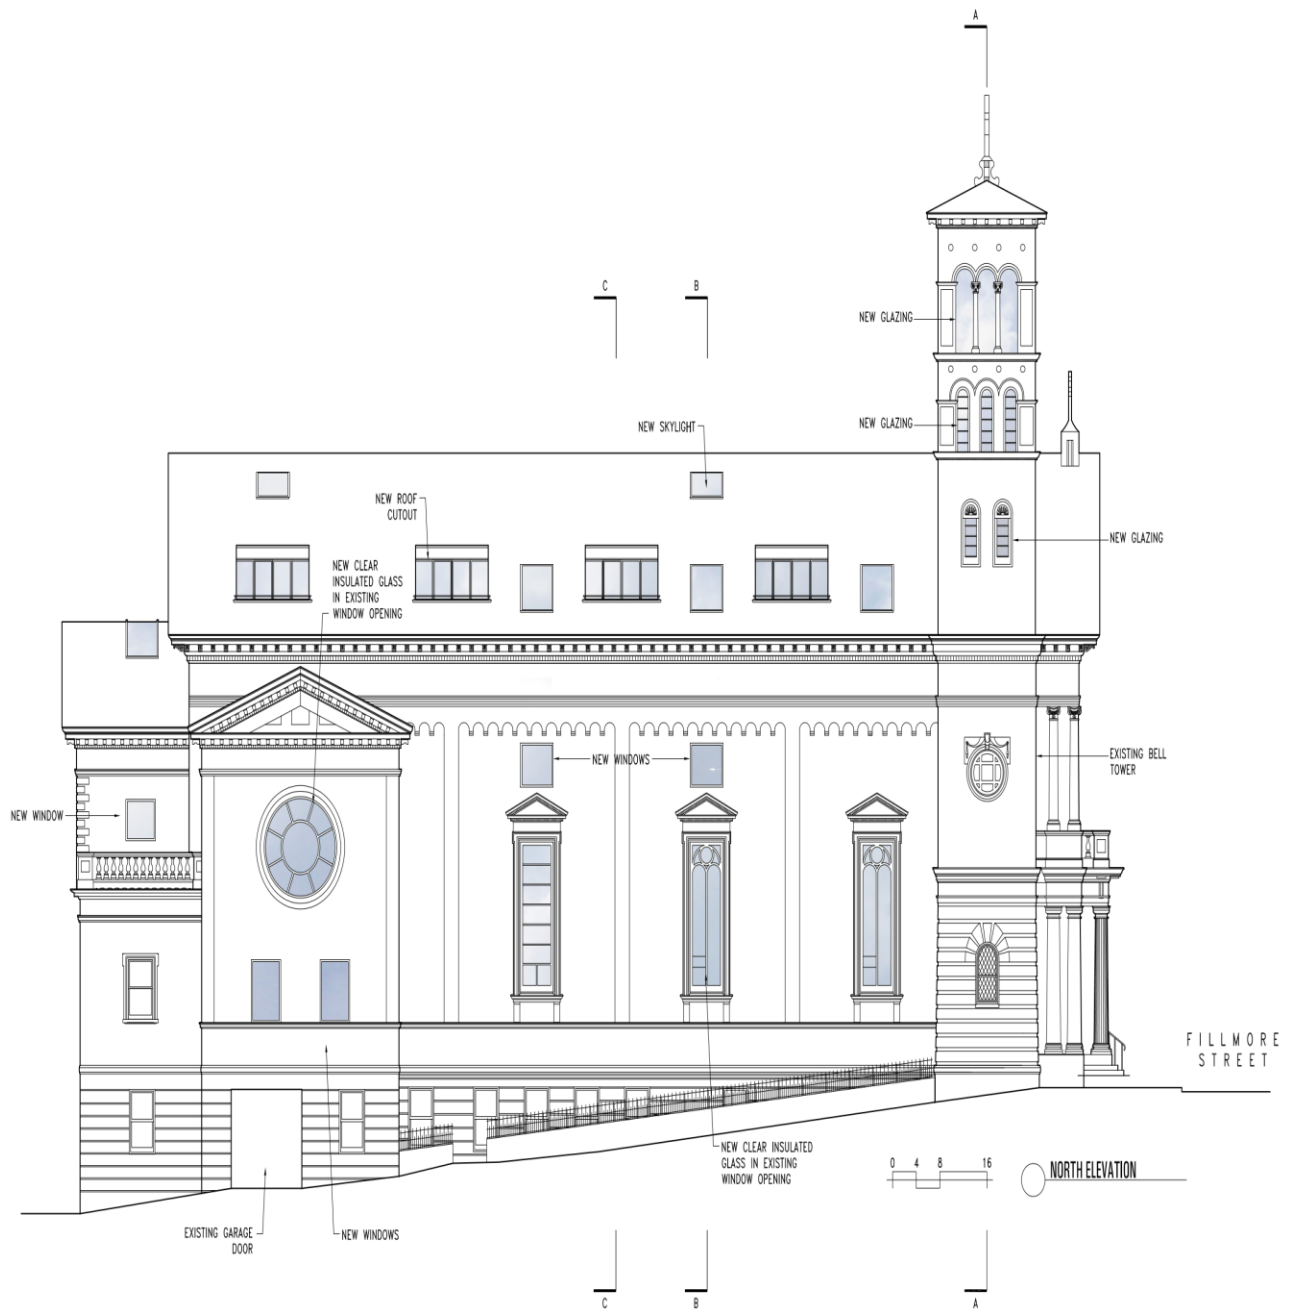 A
C
B
NEW GLAZING
NEW GLAZING
NEW SKYLIGHT
NEW ROOF
CUTOUT
NEW GLAZING
NEW CLEAR
INSULATED GLASS
IN EXISTING
WINDOW OPENING
NEW WINDOWS
EXISTING BELL
TOWER
NEW WINDOW
FILLMORE
STREET
NEW CLEAR INSULATED
GLASS IN EXISTING
WINDOW OPENING
0 4 8 16
NORTH ELEVATION
EXISTING GARAGE
DOOR
NEW WINDOWS
C
B
A